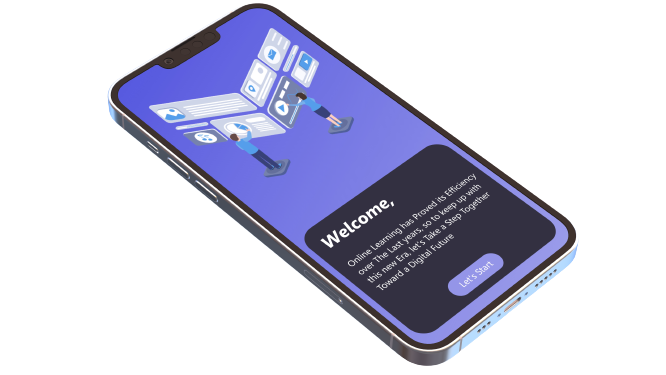 Welcome,
Online Learning has Proved its Efficiency
over The Last years, so to keep up with
this new Era, let's Take a Step Together
Toward a Digital Future
Let's Start